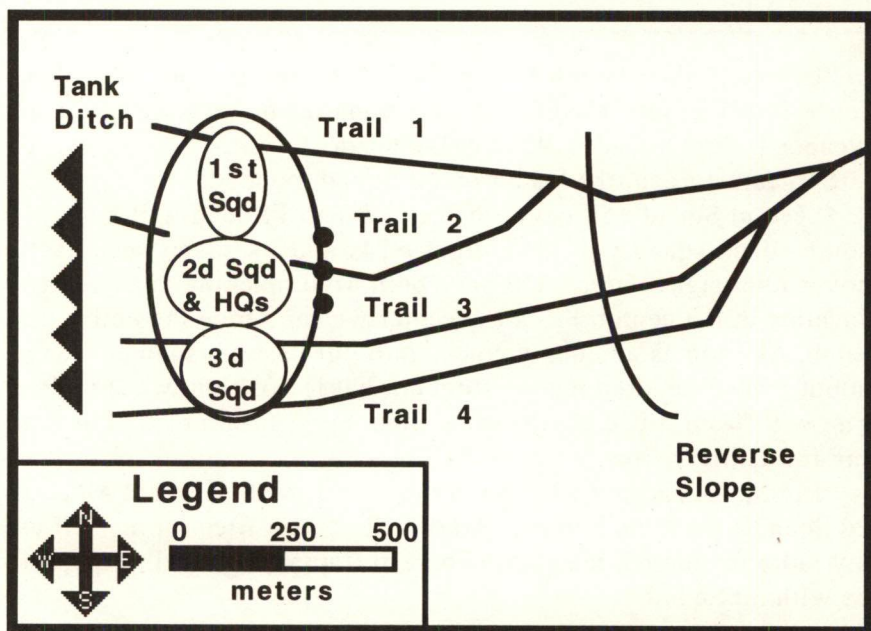 Tank
Ditch
Trail 1
1st
Sqd
Trail 2
2d Sqd
& HQs
Trail 3
3d
Sqd
Trail 4
Reverse
Slope
Legend
N
W E
S
0 250 500
meters